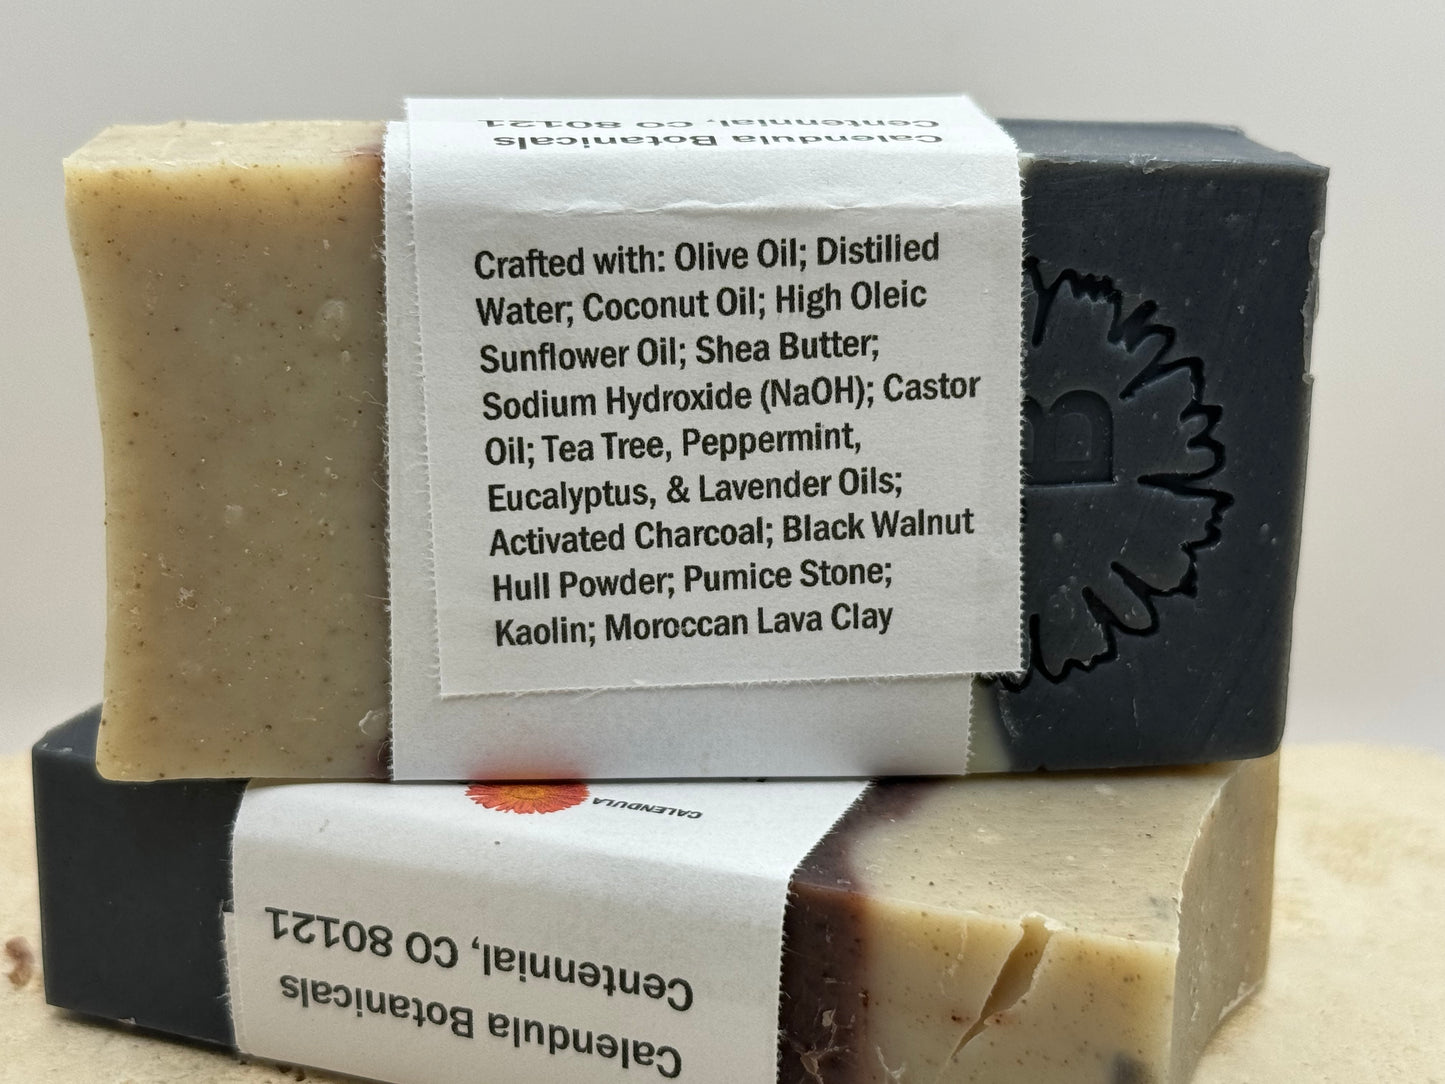 Centennial, CO 80121
Calendula Botanicals
Crafted with: Olive Oil; Distilled
Water; Coconut Oil; High Oleic
Sunflower Oil; Shea Butter;
Sodium Hydroxide (NaOH); Castor
Oil; Tea Tree, Peppermint,
Eucalyptus, & Lavender Oils;
Activated Charcoal; Black Walnut
Hull Powder; Pumice Stone;
Kaolin; Moroccan Lava Clay
B
CALENDULA
Centennial, CO 80121
Calendula Botanicals